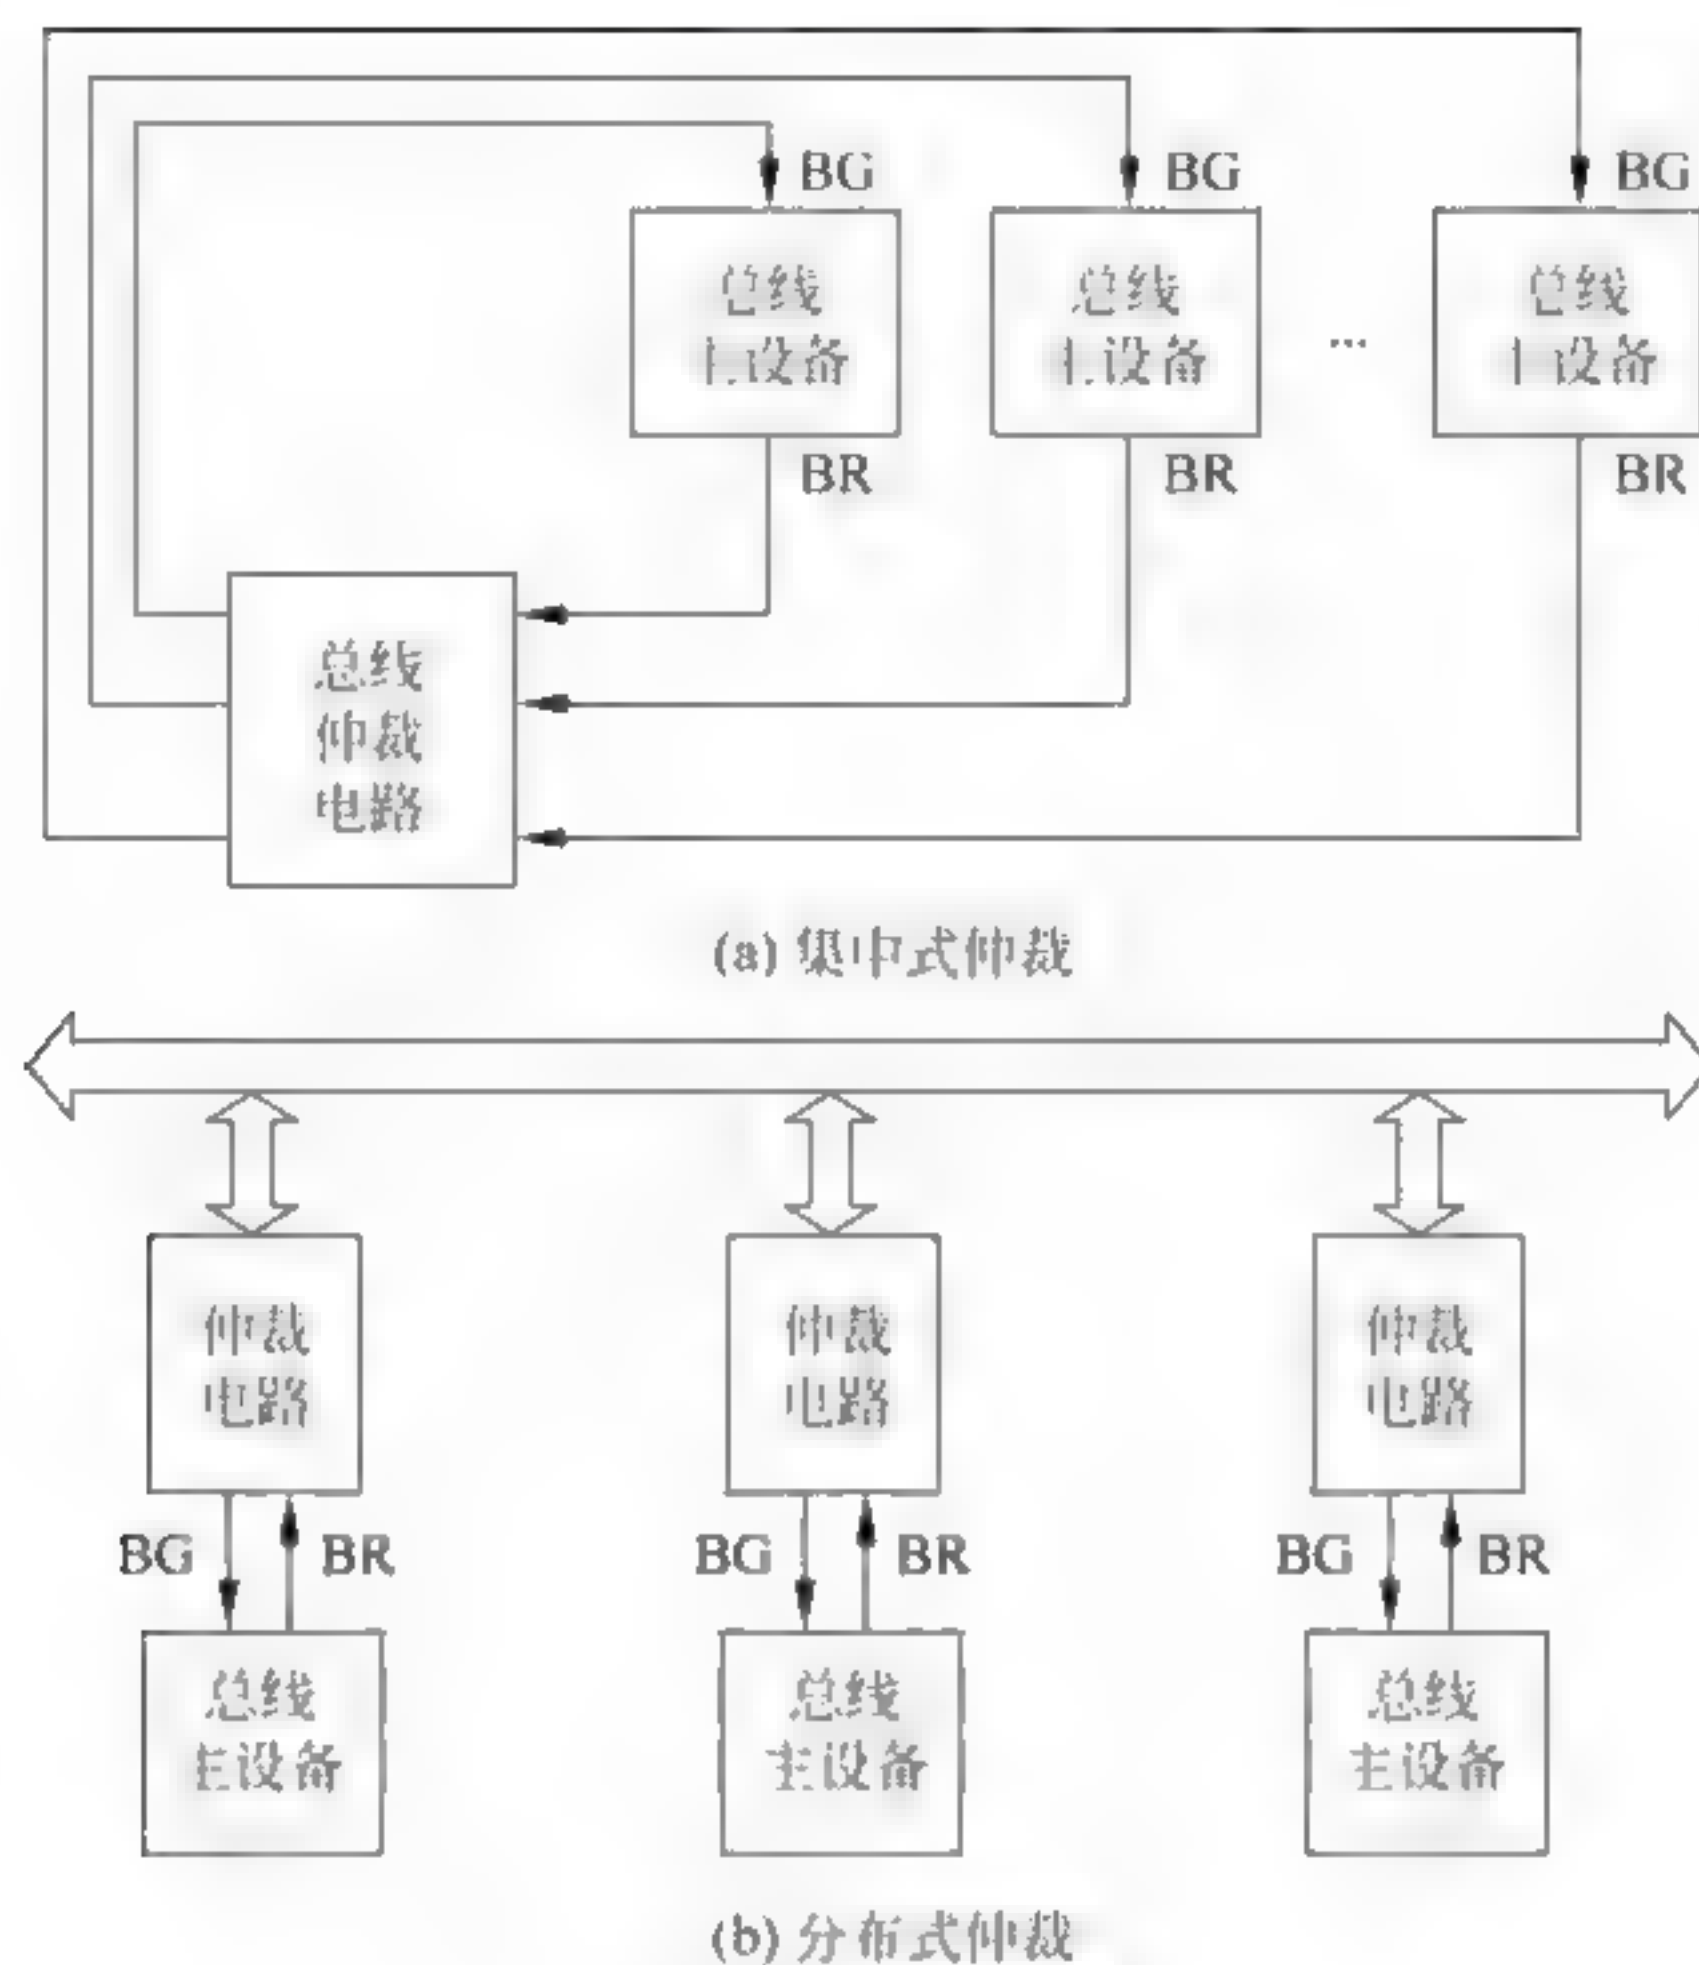 BG
BG
BG
总线
主设备
总线
主设备
...
总线
主设备
BR
BR
BR
总线
仲裁
电路
(a) 集中式仲裁
仲裁
电路
仲裁
电路
仲裁
电路
BG
BR
BG
BR
BG
BR
总线
主设备
总线
主设备
总线
主设备
(b) 分布式仲裁